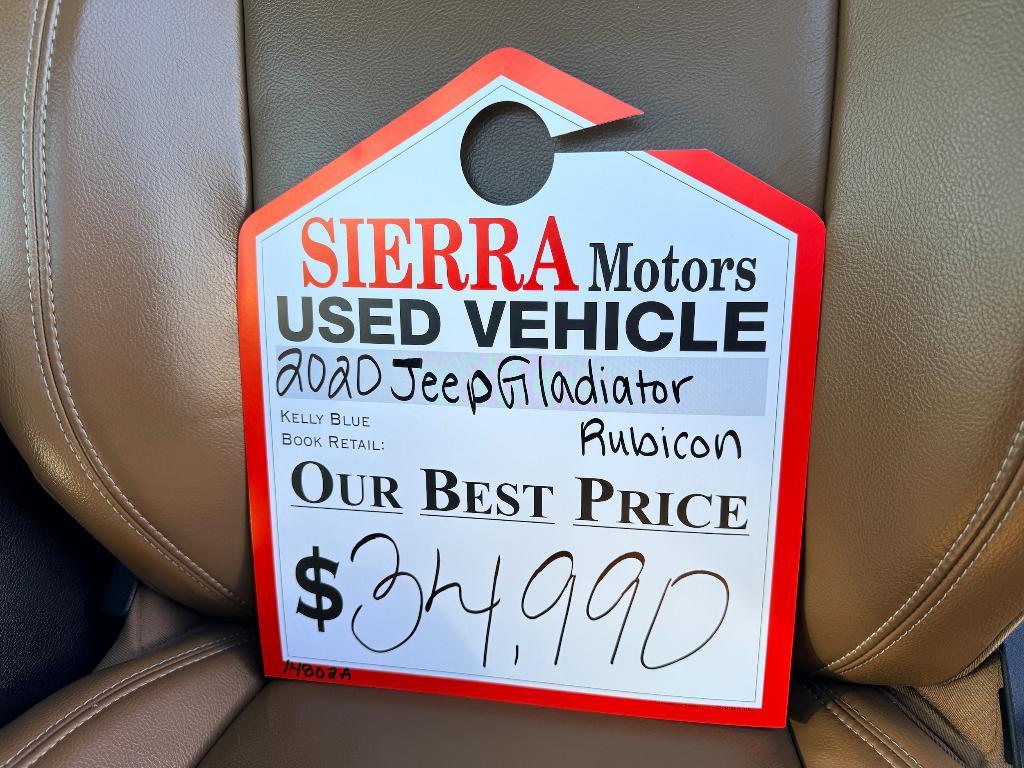 SIERRA Motors
USED VEHICLE
2020 Jeep Gladiator
KELLY BLUE
BOOK RETAIL:
Rubicon
OUR BEST PRICE
$34,990
14802A